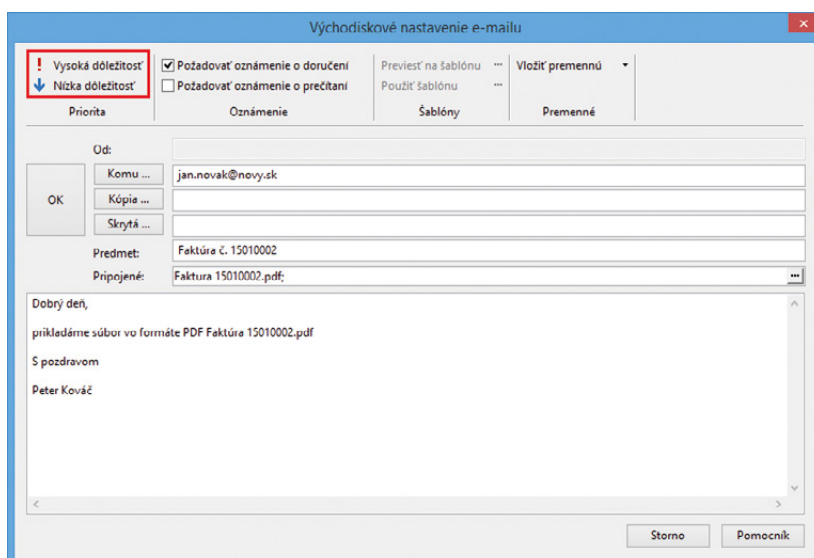 Východiskové nastavenie e-mailu
! Vysoká dôležitosť
Nízka dôležitosť
Priorita
Požadovať oznámenie o doručení
Požadovať oznámenie o prečítaní
Oznámenie
Previesť na šablónu ...
Použiť šablónu ...
Šablóny
Vložiť premennú
Premenné
Od:
OK
Komu ... jan.novak@novy.sk
Kópia ...
Skrytá ...
Predmet: Faktúra č. 15010002
Pripojené: Faktura 15010002.pdf; ...
Dobrý deň,
prikladáme súbor vo formáte PDF Faktúra 15010002.pdf
S pozdravom
Peter Kováč
Storno Pomocník